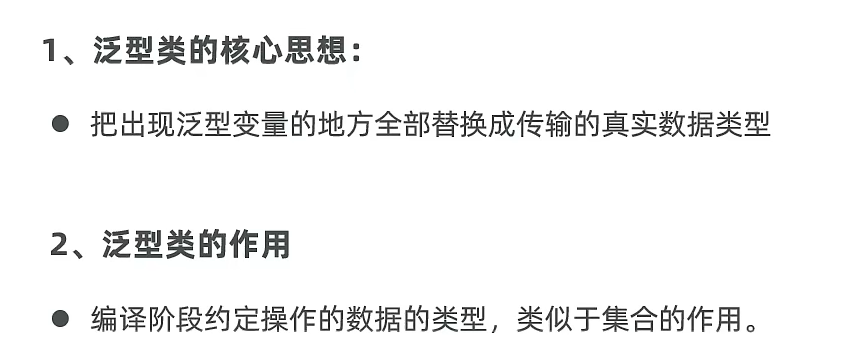 1、泛型类的核心思想：
● 把出现泛型变量的地方全部替换成传输的真实数据类型
2、泛型类的作用
● 编译阶段约定操作的数据的类型，类似于集合的作用。